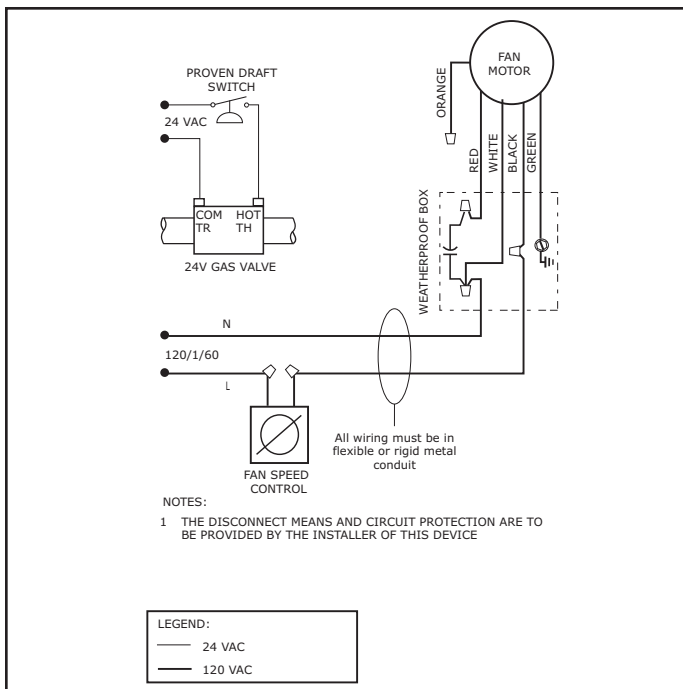 FAN
MOTOR
ORANGE
RED
WHITE
BLACK
GREEN
WEATHERPROOF BOX
PROVEN DRAFT
SWITCH
24 VAC
COM HOT
TR TH
24V GAS VALVE
N
120/1/60
L
FAN SPEED
CONTROL
All wiring must be in
flexible or rigid metal
conduit
NOTES:
1 THE DISCONNECT MEANS AND CIRCUIT PROTECTION ARE TO
BE PROVIDED BY THE INSTALLER OF THIS DEVICE
LEGEND:
24 VAC
120 VAC